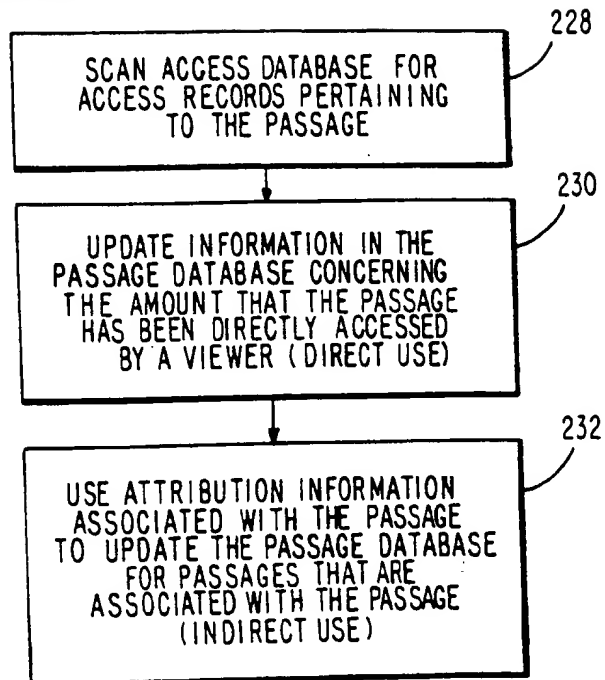 228
SCAN ACCESS DATABASE FOR
ACCESS RECORDS PERTAINING
TO THE PASSAGE
230
UPDATE INFORMATION IN THE
PASSAGE DATABASE CONCERNING
THE AMOUNT THAT THE PASSAGE
HAS BEEN DIRECTLY ACCESSED
BY A VIEWER (DIRECT USE)
232
USE ATTRIBUTION INFORMATION
ASSOCIATED WITH THE PASSAGE
TO UPDATE THE PASSAGE DATABASE
FOR PASSAGES THAT ARE
ASSOCIATED WITH THE PASSAGE
(INDIRECT USE)